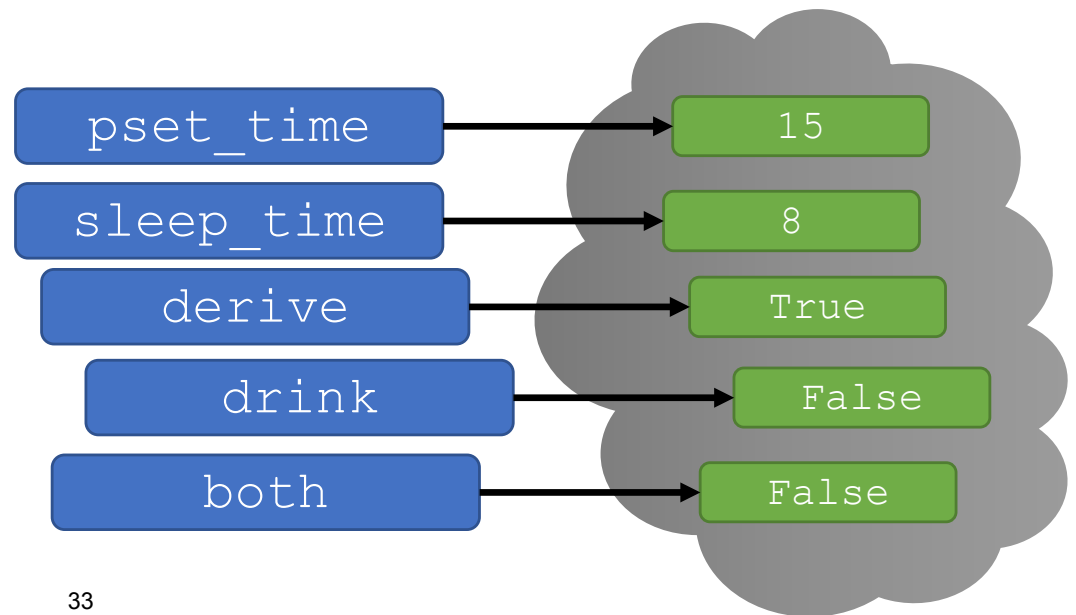 pset_time 15
sleep_time 8
derive True
drink False
both False
33